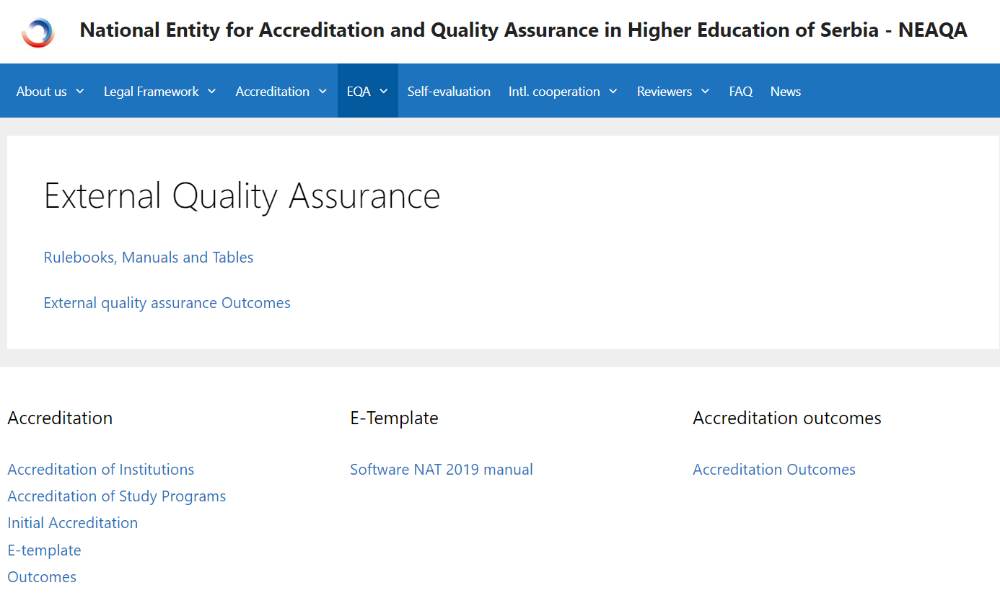 National Entity for Accreditation and Quality Assurance in Higher Education of Serbia - NEAQA
About us Legal Framework Accreditation EQA Self-evaluation Intl. cooperation Reviewers FAQ News
External Quality Assurance
Rulebooks, Manuals and Tables
External quality assurance Outcomes
Accreditation
Accreditation of Institutions
Accreditation of Study Programs
Initial Accreditation
E-template
Outcomes
E-Template
Software NAT 2019 manual
Accreditation outcomes
Accreditation Outcomes